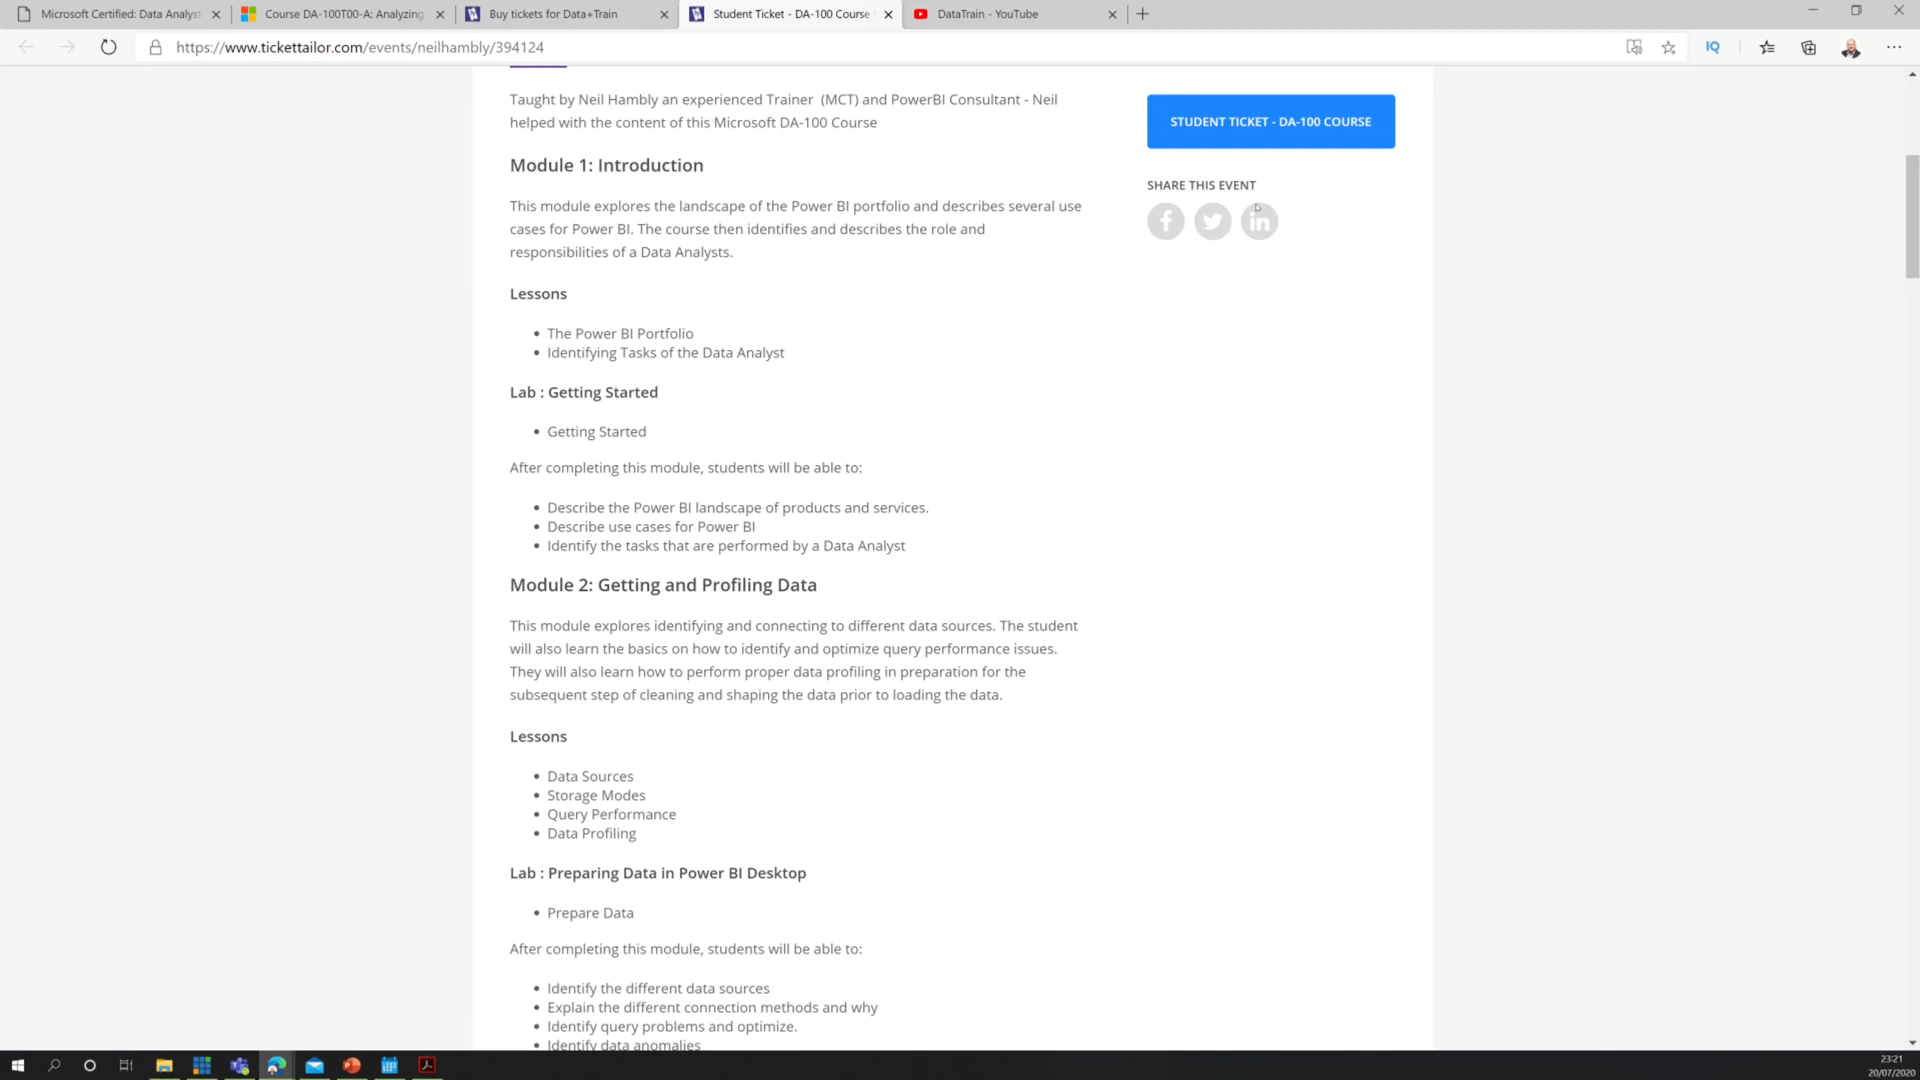 Microsoft Certified: Data Analyst
Course DA-100T00-A: Analyzing
Buy tickets for Data+Train
Student Ticket - DA-100 Course
DataTrain - YouTube
https://www.tickettailor.com/events/neilhambly/394124
IQ
Taught by Neil Hambly an experienced Trainer (MCT) and PowerBI Consultant - Neil
helped with the content of this Microsoft DA-100 Course
STUDENT TICKET - DA-100 COURSE
SHARE THIS EVENT
Module 1: Introduction
This module explores the landscape of the Power BI portfolio and describes several use
cases for Power BI. The course then identifies and describes the role and
responsibilities of a Data Analysts.
Lessons
The Power BI Portfolio
Identifying Tasks of the Data Analyst
Lab : Getting Started
Getting Started
After completing this module, students will be able to:
Describe the Power BI landscape of products and services.
Describe use cases for Power BI
Identify the tasks that are performed by a Data Analyst
Module 2: Getting and Profiling Data
This module explores identifying and connecting to different data sources. The student
will also learn the basics on how to identify and optimize query performance issues.
They will also learn how to perform proper data profiling in preparation for the
subsequent step of cleaning and shaping the data prior to loading the data.
Lessons
Data Sources
Storage Modes
Query Performance
Data Profiling
Lab : Preparing Data in Power BI Desktop
Prepare Data
After completing this module, students will be able to:
Identify the different data sources
Explain the different connection methods and why
Identify query problems and optimize.
Identify data anomalies
23:21
20/07/2020